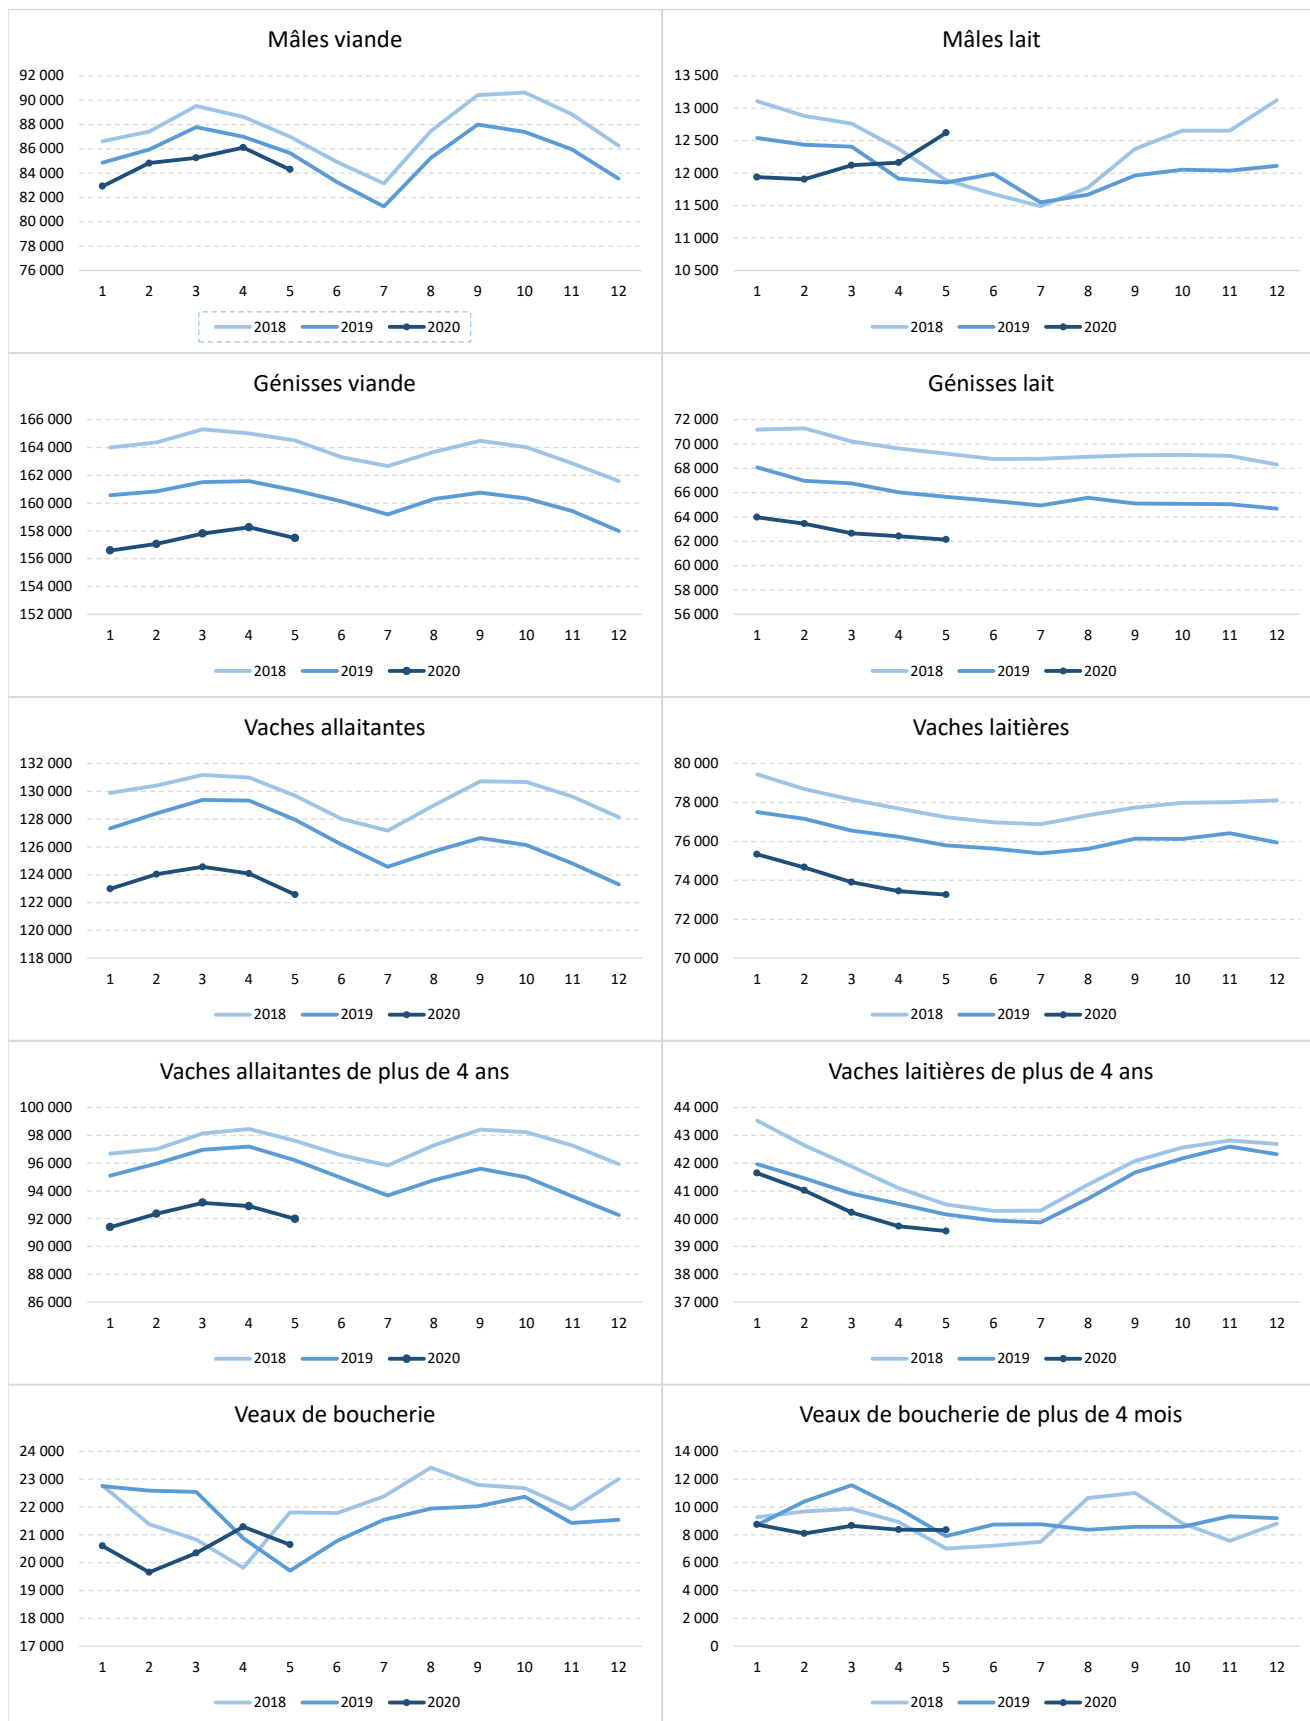 Mâles viande
92 000
90 000
88 000
86 000
84 000
82 000
80 000
78 000
76 000
1 2 3 4 5 6 7 8 9 10 11 12
2018 2019 2020
Mâles lait
13 500
13 000
12 500
12 000
11 500
11 000
10 500
1 2 3 4 5 6 7 8 9 10 11 12
2018 2019 2020
Génisses viande
166 000
164 000
162 000
160 000
158 000
156 000
154 000
152 000
1 2 3 4 5 6 7 8 9 10 11 12
2018 2019 2020
Génisses lait
72 000
70 000
68 000
66 000
64 000
62 000
60 000
58 000
56 000
1 2 3 4 5 6 7 8 9 10 11 12
2018 2019 2020
Vaches allaitantes
132 000
130 000
128 000
126 000
124 000
122 000
120 000
118 000
1 2 3 4 5 6 7 8 9 10 11 12
2018 2019 2020
Vaches laitières
80 000
78 000
76 000
74 000
72 000
70 000
1 2 3 4 5 6 7 8 9 10 11 12
2018 2019 2020
Vaches allaitantes de plus de 4 ans
100 000
98 000
96 000
94 000
92 000
90 000
88 000
86 000
1 2 3 4 5 6 7 8 9 10 11 12
2018 2019 2020
Vaches laitières de plus de 4 ans
44 000
43 000
42 000
41 000
40 000
39 000
38 000
37 000
1 2 3 4 5 6 7 8 9 10 11 12
2018 2019 2020
Veaux de boucherie
24 000
23 000
22 000
21 000
20 000
19 000
18 000
17 000
1 2 3 4 5 6 7 8 9 10 11 12
2018 2019 2020
Veaux de boucherie de plus de 4 mois
14 000
12 000
10 000
8 000
6 000
4 000
2 000
0
1 2 3 4 5 6 7 8 9 10 11 12
2018 2019 2020